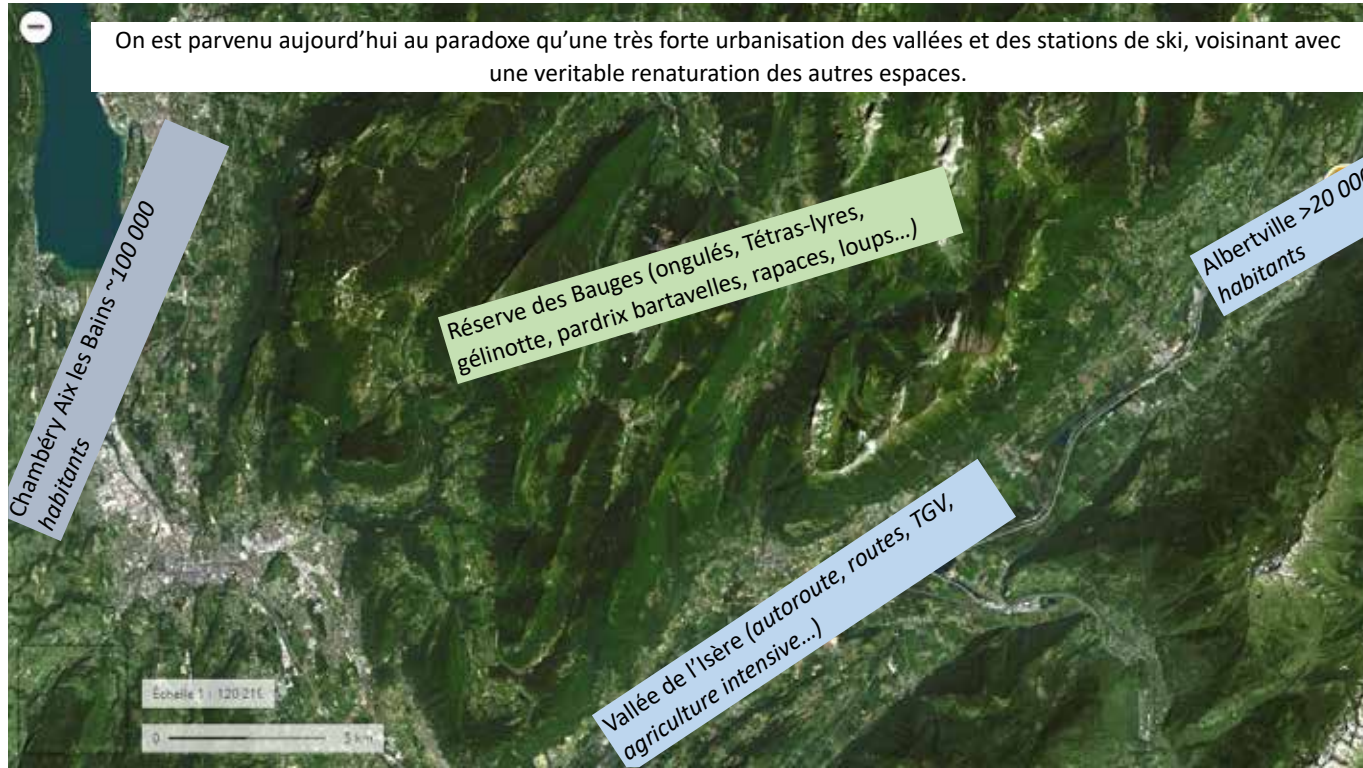 On est parvenu aujourd’hui au paradoxe qu’une très forte urbanisation des vallées et des stations de ski, voisinant avec
une veritable renaturation des autres espaces.
Chambéry Aix les Bains ~100 000
habitants
Réserve des Bauges (ongulés, Tétras-lyres,
gélinotte, pardrix bartavelles, rapaces, loups...)
Albertville >20 000
habitants
Vallée de l’Isère (autoroute, routes, TGV,
agriculture intensive...)
Échelle 1 : 120 216
0 5 km